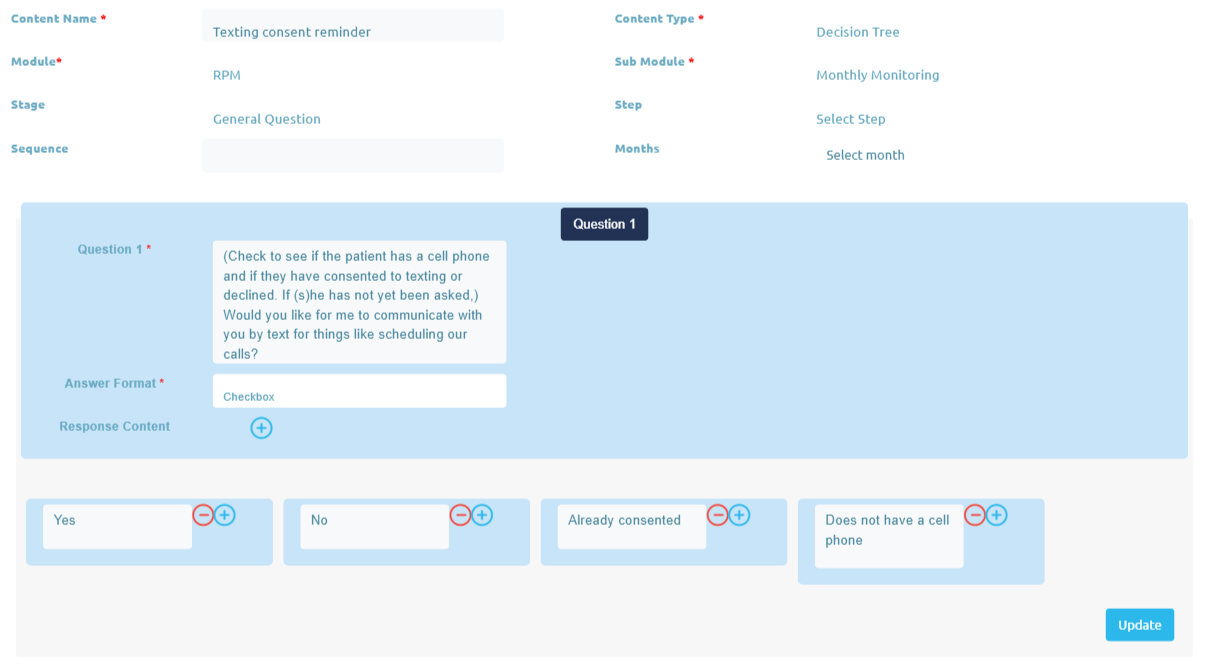 Content Name *
Texting consent reminder
Content Type *
Decision Tree
Module*
RPM
Sub Module *
Monthly Monitoring
Stage
General Question
Step
Select Step
Sequence
Months
Select month
Question 1
Question 1 *
(Check to see if the patient has a cell phone
and if they have consented to texting or
declined. If (s)he has not yet been asked,)
Would you like for me to communicate with
you by text for things like scheduling our
calls?
Answer Format *
Checkbox
Response Content
Yes
No
Already consented
Does not have a cell
phone
Update